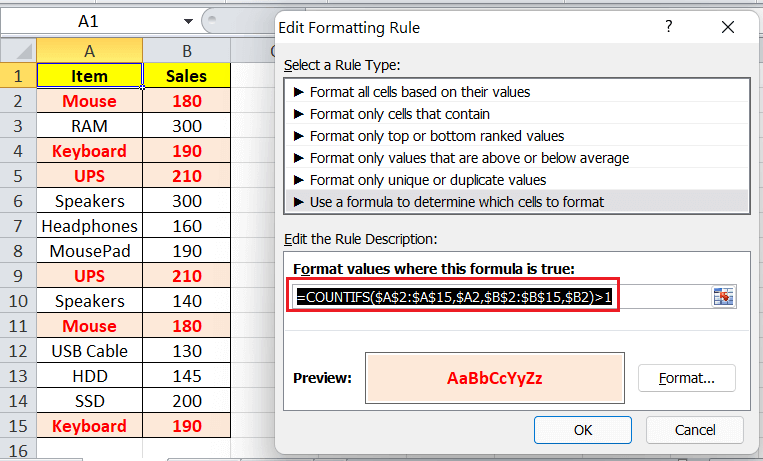 A1
Edit Formatting Rule
?
A B
1 Item Sales
2 Mouse 180
3 RAM 300
4 Keyboard 190
5 UPS 210
6 Speakers 300
7 Headphones 160
8 MousePad 190
9 UPS 210
10 Speakers 140
11 Mouse 180
12 USB Cable 130
13 HDD 145
14 SSD 200
15 Keyboard 190
16
Select a Rule Type:
► Format all cells based on their values
► Format only cells that contain
► Format only top or bottom ranked values
► Format only values that are above or below average
► Format only unique or duplicate values
► Use a formula to determine which cells to format
Edit the Rule Description:
Format values where this formula is true:
=COUNTIFS($A$2:$A$15,$A2,$B$2:$B$15,$B2)>1
Preview:
AaBbCcYyZz
Format...
OK
Cancel